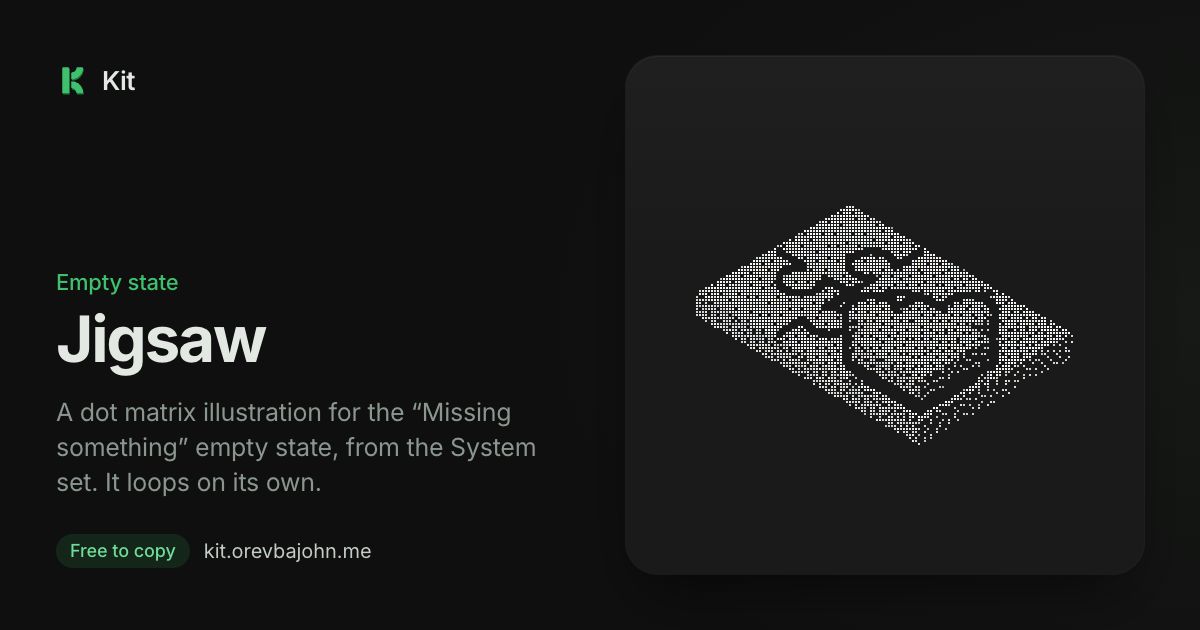 Kit
Empty state
Jigsaw
A dot matrix illustration for the “Missing
something” empty state, from the System
set. It loops on its own.
Free to copy
kit.orevbajohn.me